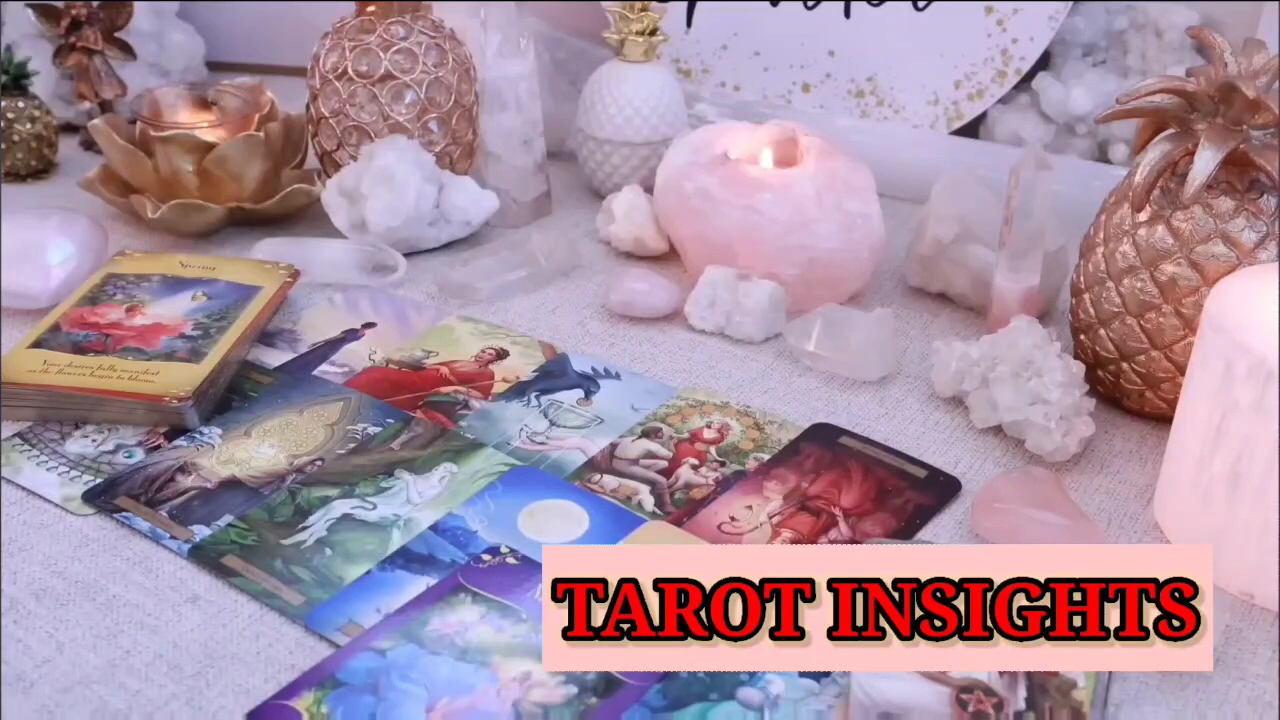 Spring
Your desires fully manifest
as the flowers begin to bloom.
TAROT INSIGHTS